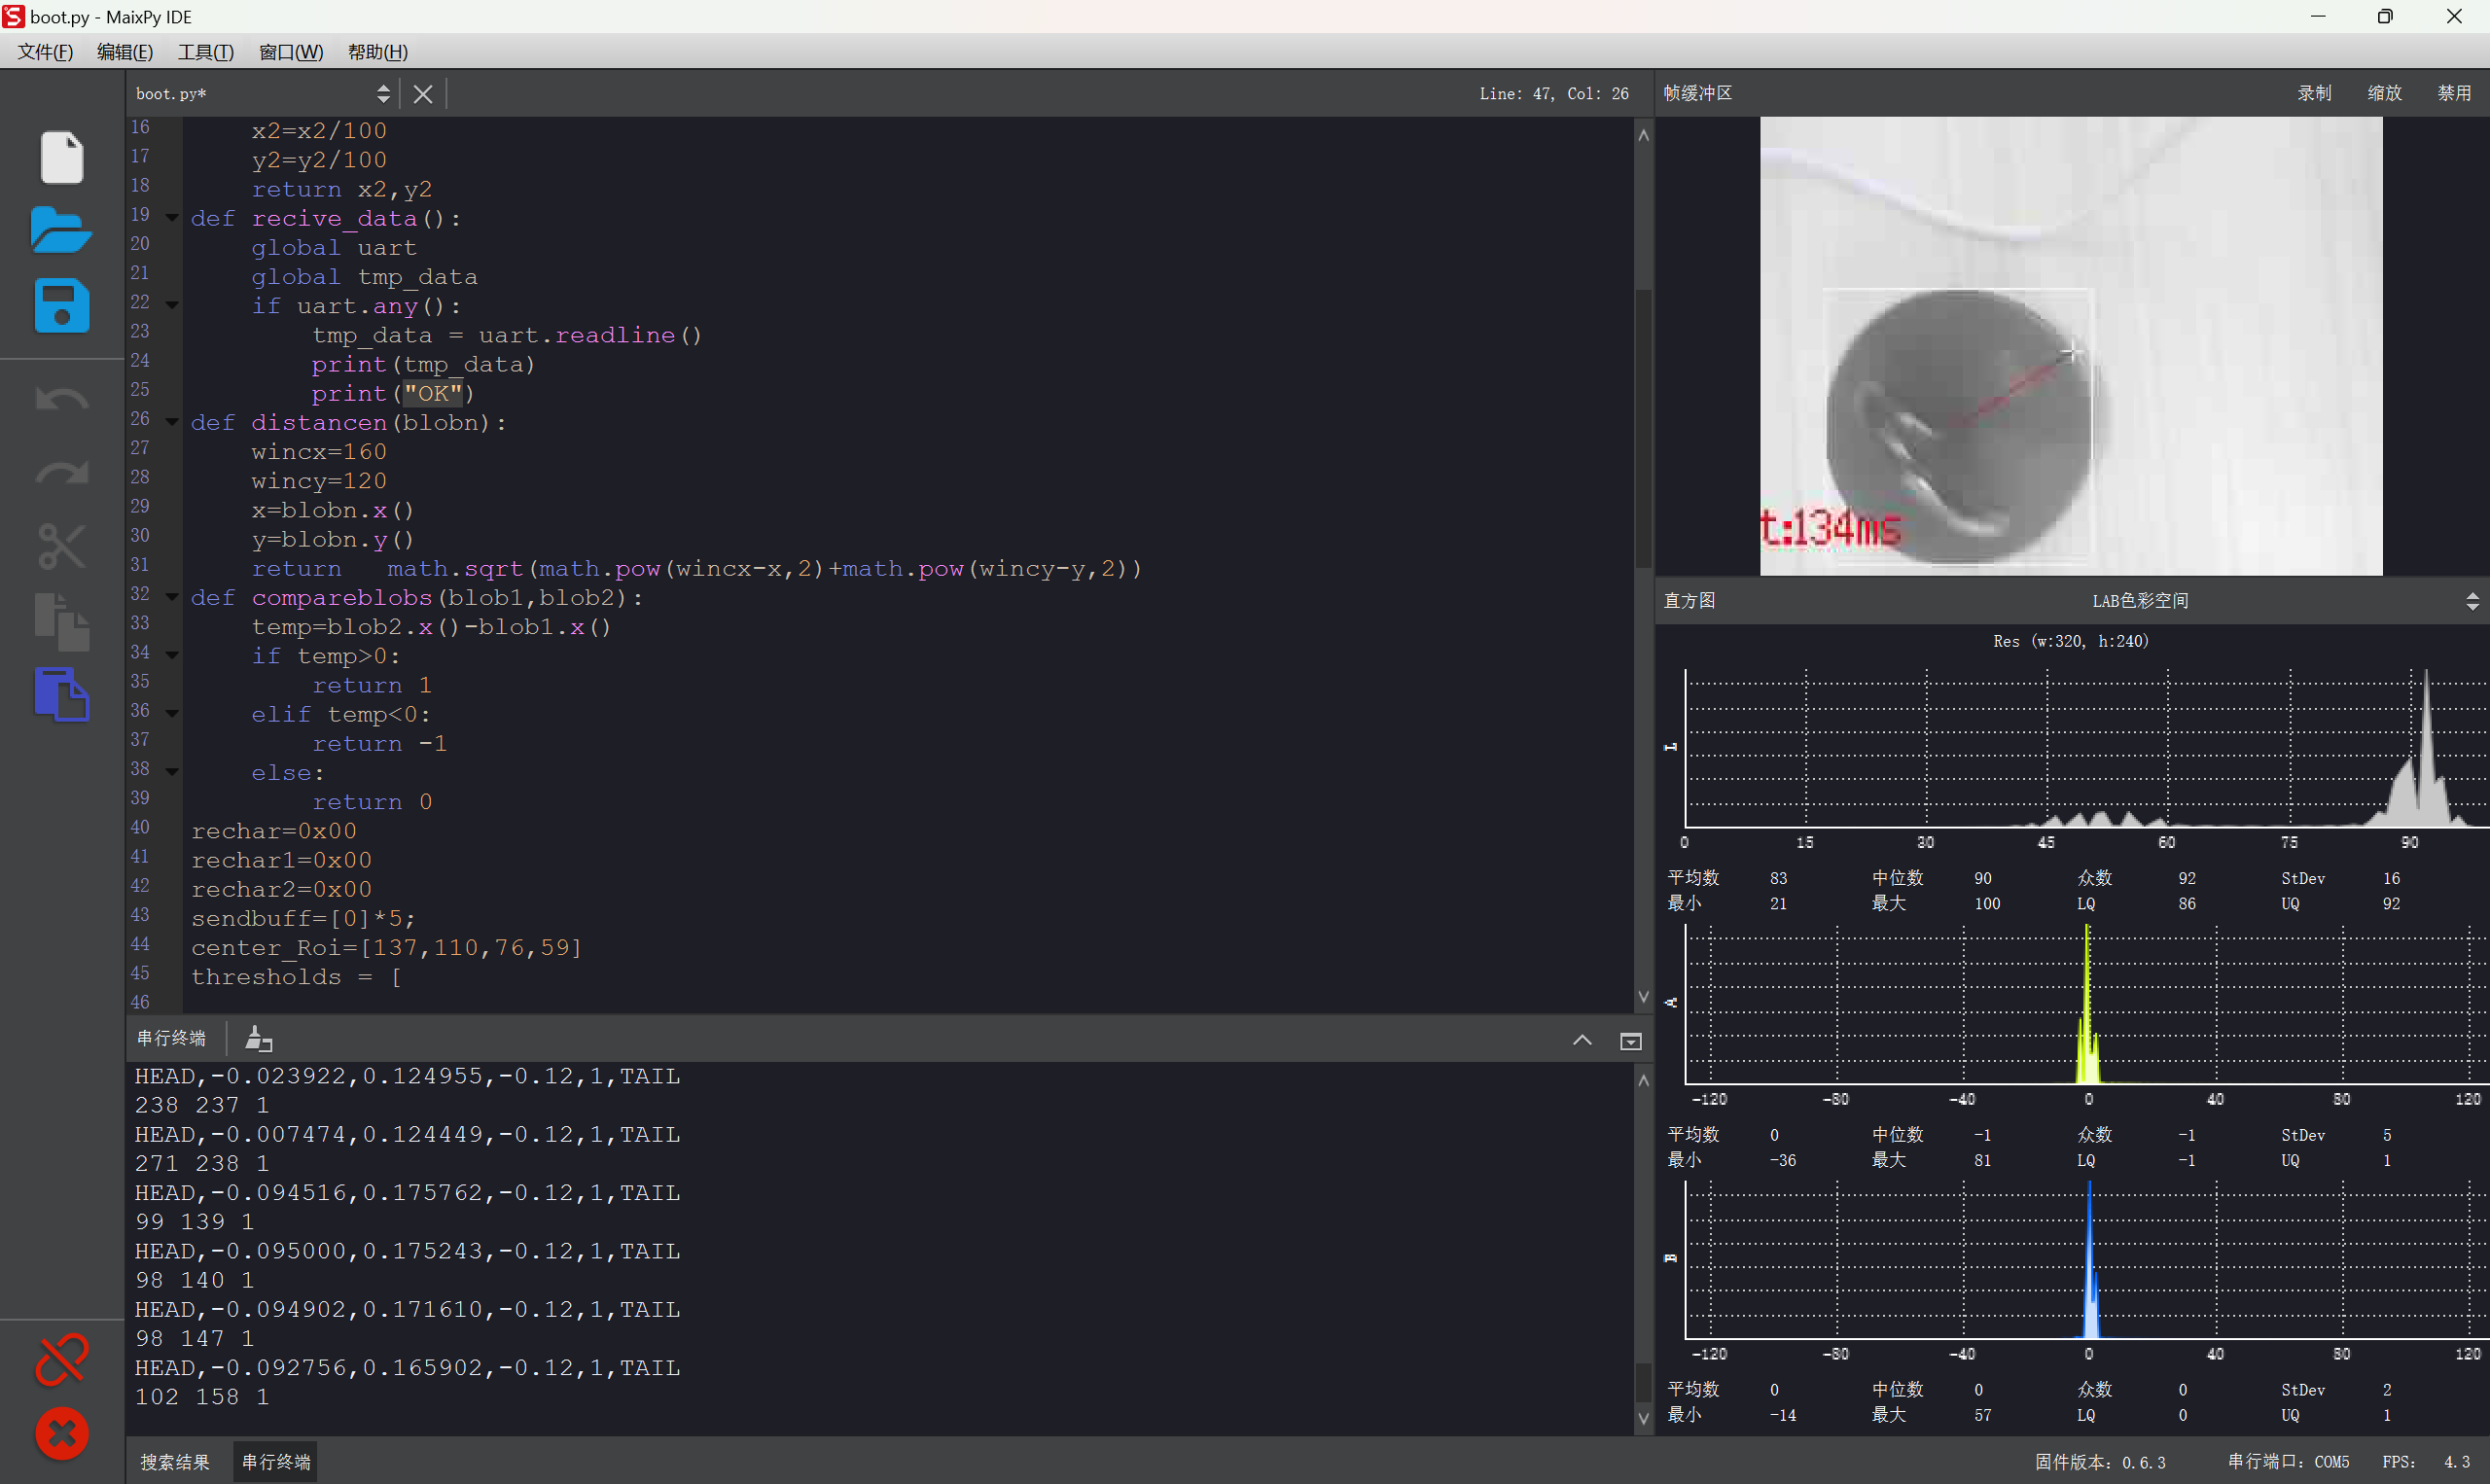 boot.py - MaixPy IDE
文件(F) 编辑(E) 工具(T) 窗口(W) 帮助(H)
boot.py* Line: 47, Col: 26
16 x2=x2/100
17 y2=y2/100
18 return x2,y2
19 def recive_data():
20 global uart
21 global tmp_data
22 if uart.any():
23 tmp_data = uart.readline()
24 print(tmp_data)
25 print("OK")
26 def distancen(blobn):
27 wincx=160
28 wincy=120
29 x=blobn.x()
30 y=blobn.y()
31 return math.sqrt(math.pow(wincx-x,2)+math.pow(wincy-y,2))
32 def compareblobs(blob1,blob2):
33 temp=blob2.x()-blob1.x()
34 if temp>0:
35 return 1
36 elif temp<0:
37 return -1
38 else:
39 return 0
40 rechar=0x00
41 rechar1=0x00
42 rechar2=0x00
43 sendbuff=[0]*5;
44 center_Roi=[137,110,76,59]
45 thresholds = [
46
串行终端
HEAD,-0.023922,0.124955,-0.12,1,TAIL
238 237 1
HEAD,-0.007474,0.124449,-0.12,1,TAIL
271 238 1
HEAD,-0.094516,0.175762,-0.12,1,TAIL
99 139 1
HEAD,-0.095000,0.175243,-0.12,1,TAIL
98 140 1
HEAD,-0.094902,0.171610,-0.12,1,TAIL
98 147 1
HEAD,-0.092756,0.165902,-0.12,1,TAIL
102 158 1
搜索结果 串行终端
帧缓冲区 录制 缩放 禁用
t:134ms
直方图 LAB色彩空间
Res (w:320, h:240)
L
0 15 30 45 60 75 90
平均数 83 中位数 90 众数 92 StDev 16
最小 21 最大 100 LQ 86 UQ 92
A
-120 -80 -40 0 40 80 120
平均数 0 中位数 -1 众数 -1 StDev 5
最小 -36 最大 81 LQ -1 UQ 1
B
-120 -80 -40 0 40 80 120
平均数 0 中位数 0 众数 0 StDev 2
最小 -14 最大 57 LQ 0 UQ 1
固件版本: 0.6.3 串行端口: COM5 FPS: 4.3